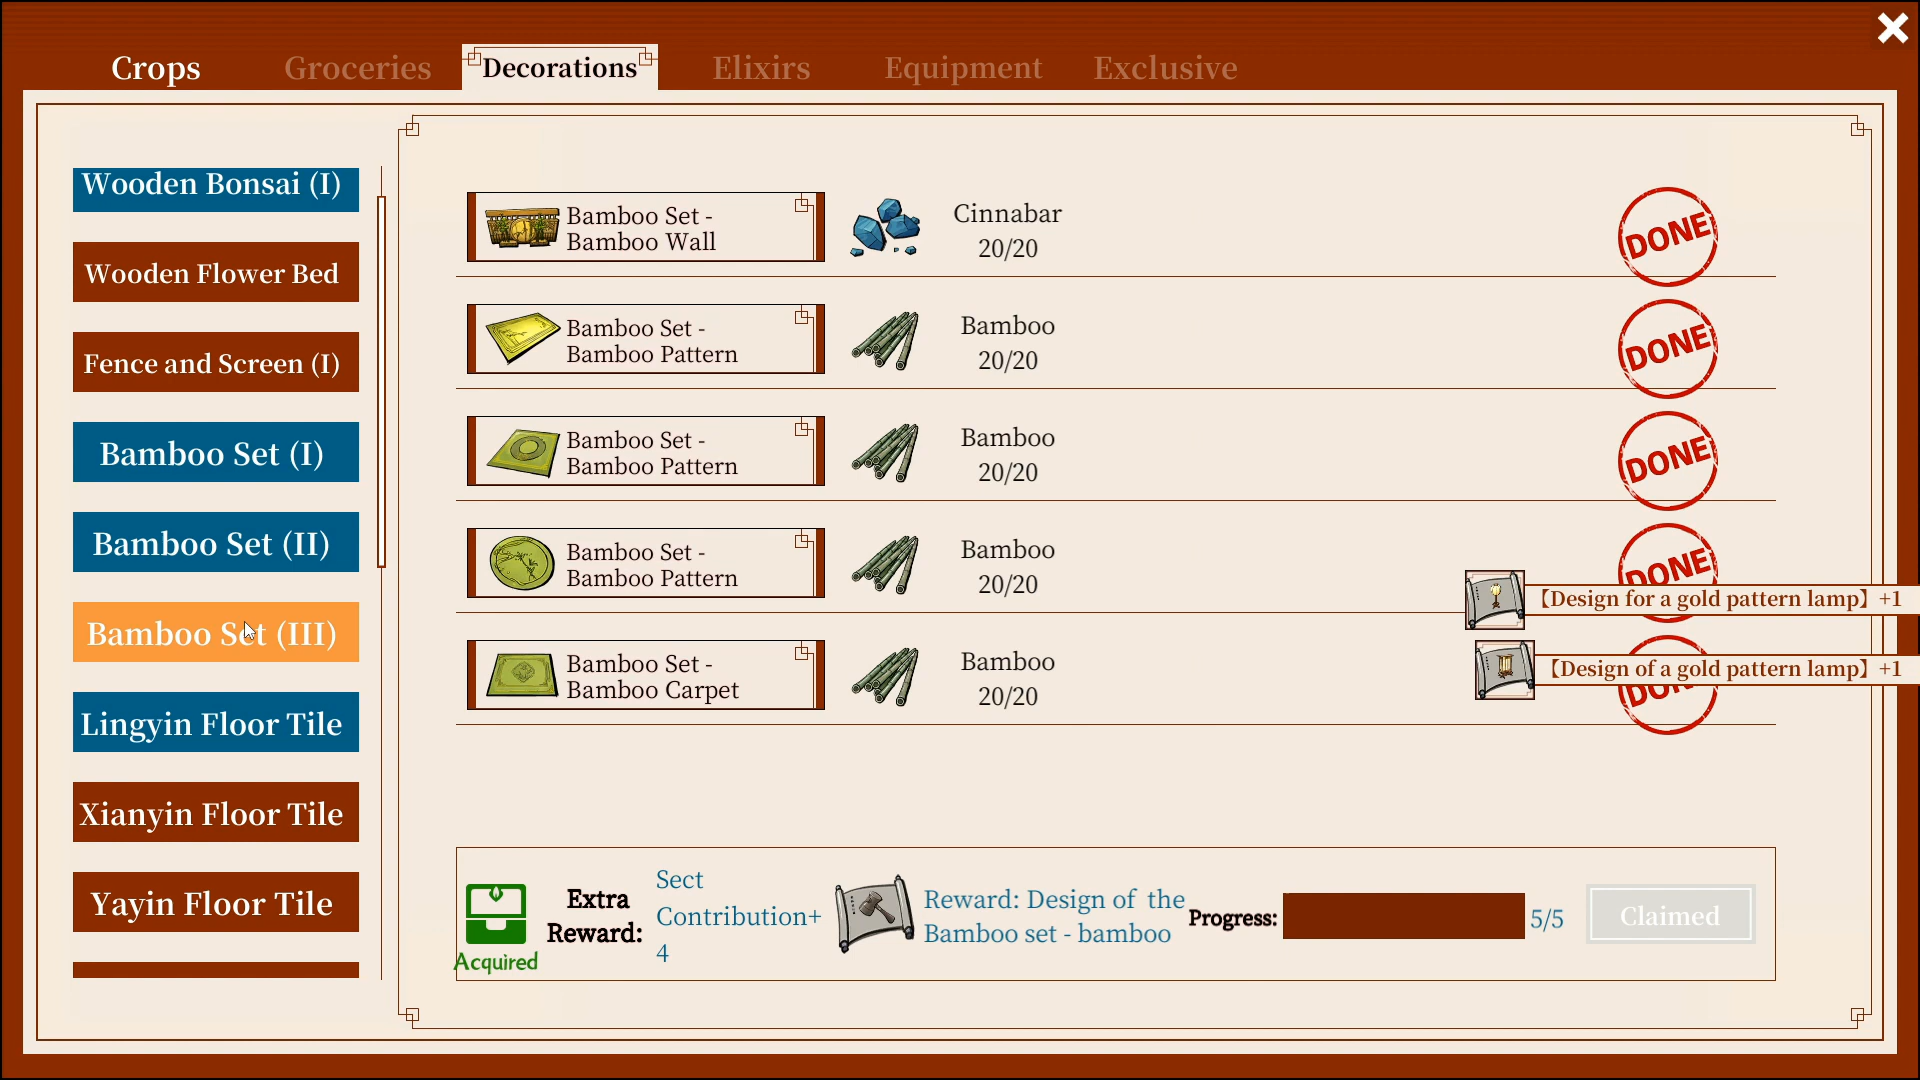 Crops
Groceries
Decorations
Elixirs
Equipment
Exclusive
Wooden Bonsai (I)
Wooden Flower Bed
Fence and Screen (I)
Bamboo Set (I)
Bamboo Set (II)
Bamboo Set (III)
Lingyin Floor Tile
Xianyin Floor Tile
Yayin Floor Tile
Bamboo Set -
Bamboo Wall
Cinnabar
20/20
DONE
Bamboo Set -
Bamboo Pattern
Bamboo
20/20
DONE
Bamboo Set -
Bamboo Pattern
Bamboo
20/20
DONE
Bamboo Set -
Bamboo Pattern
Bamboo
20/20
DONE
【Design for a gold pattern lamp】+1
Bamboo Set -
Bamboo Carpet
Bamboo
20/20
DONE
【Design of a gold pattern lamp】+1
Acquired
Extra
Reward:
Sect
Contribution+
4
Reward: Design of the
Bamboo set - bamboo
Progress:
5/5
Claimed